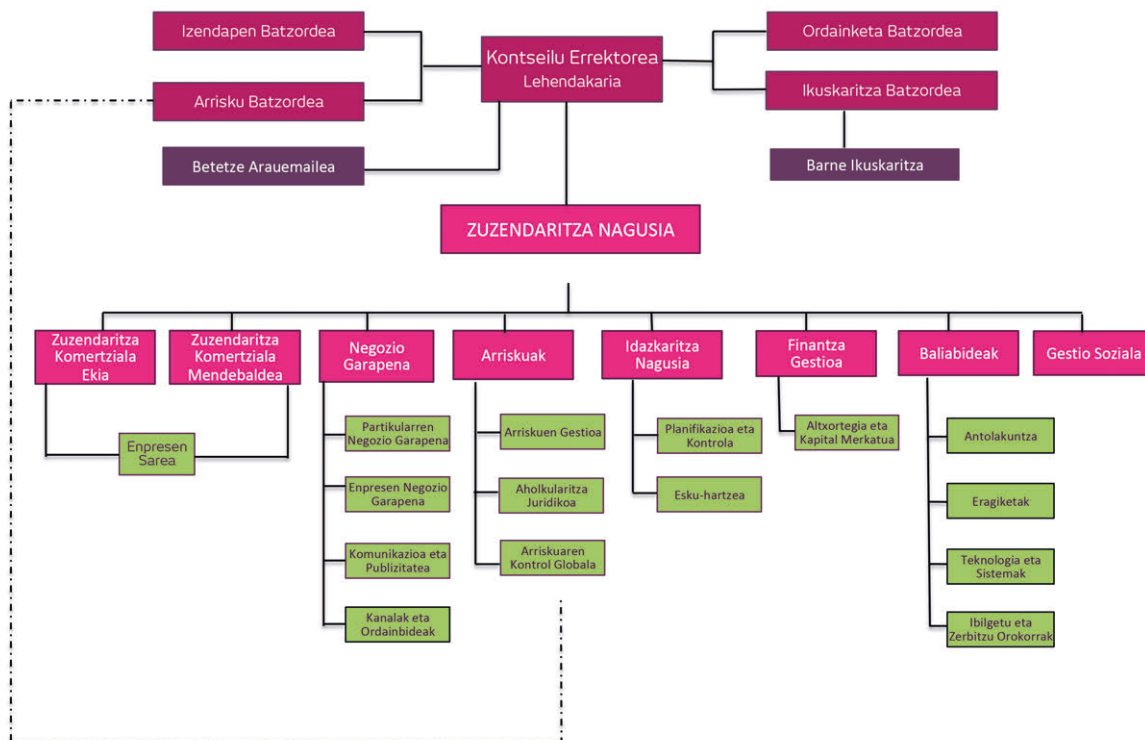 Izendapen Batzordea
Kontseilu Errektorea
Lehendakaria
Ordainketa Batzordea
Arrisku Batzordea
Ikuskaritza Batzordea
Betetze Arauemailea
Barne Ikuskaritza
ZUZENDARITZA NAGUSIA
Zuzendaritza
Komertziala
Ekia
Zuzendaritza
Komertziala
Mendebaldea
Negozio
Garapena
Arriskuak
Idazkaritza
Nagusia
Finantza
Gestioa
Baliabideak
Gestio Soziala
Enpresen
Sarea
Partikularren
Negozio Garapena
Enpresen Negozio
Garapena
Komunikazioa eta
Publizitatea
Kanalak eta
Ordainbideak
Arriskuen Gestioa
Aholkularitza
Juridikoa
Arriskuaren
Kontrol Globala
Planifikazioa eta
Kontrola
Esku-hartzea
Altxortegia eta
Kapital Merkatua
Antolakuntza
Eragiketak
Teknologia eta
Sistemak
Ibilgetu eta
Zerbitzu Orokorrak